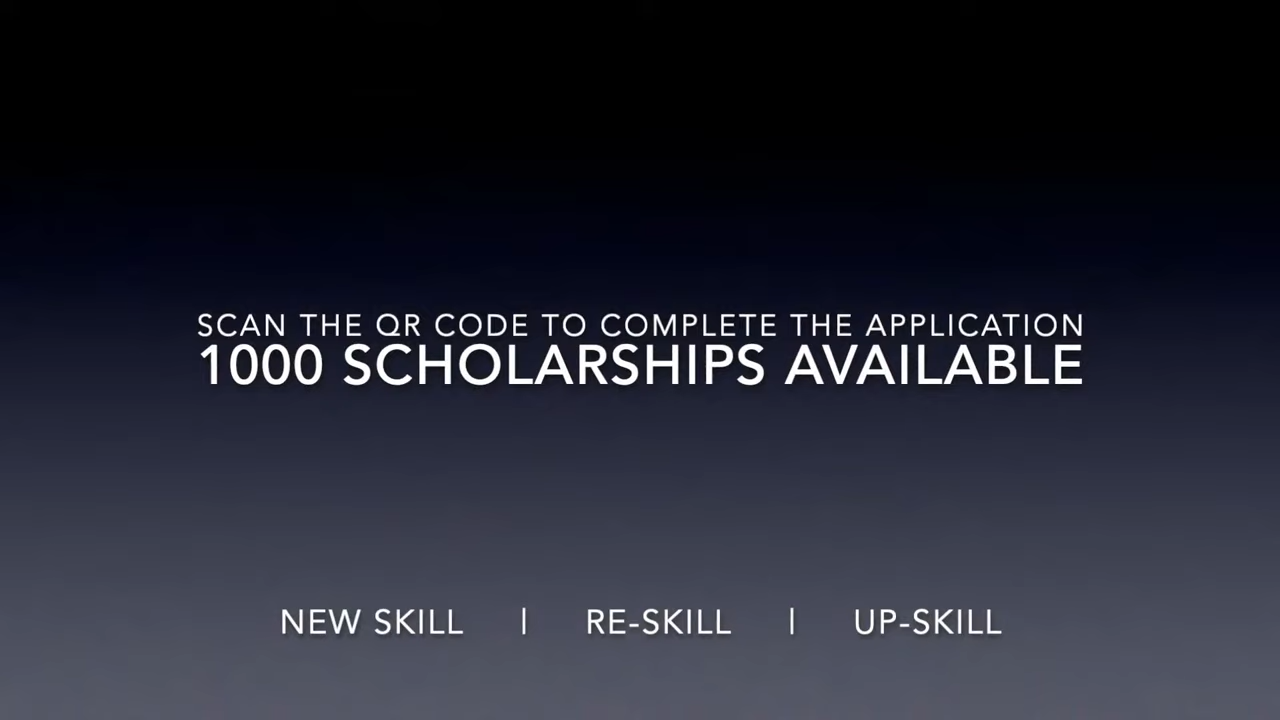 SCAN THE QR CODE TO COMPLETE THE APPLICATION
1000 SCHOLARSHIPS AVAILABLE
NEW SKILL | RE-SKILL | UP-SKILL